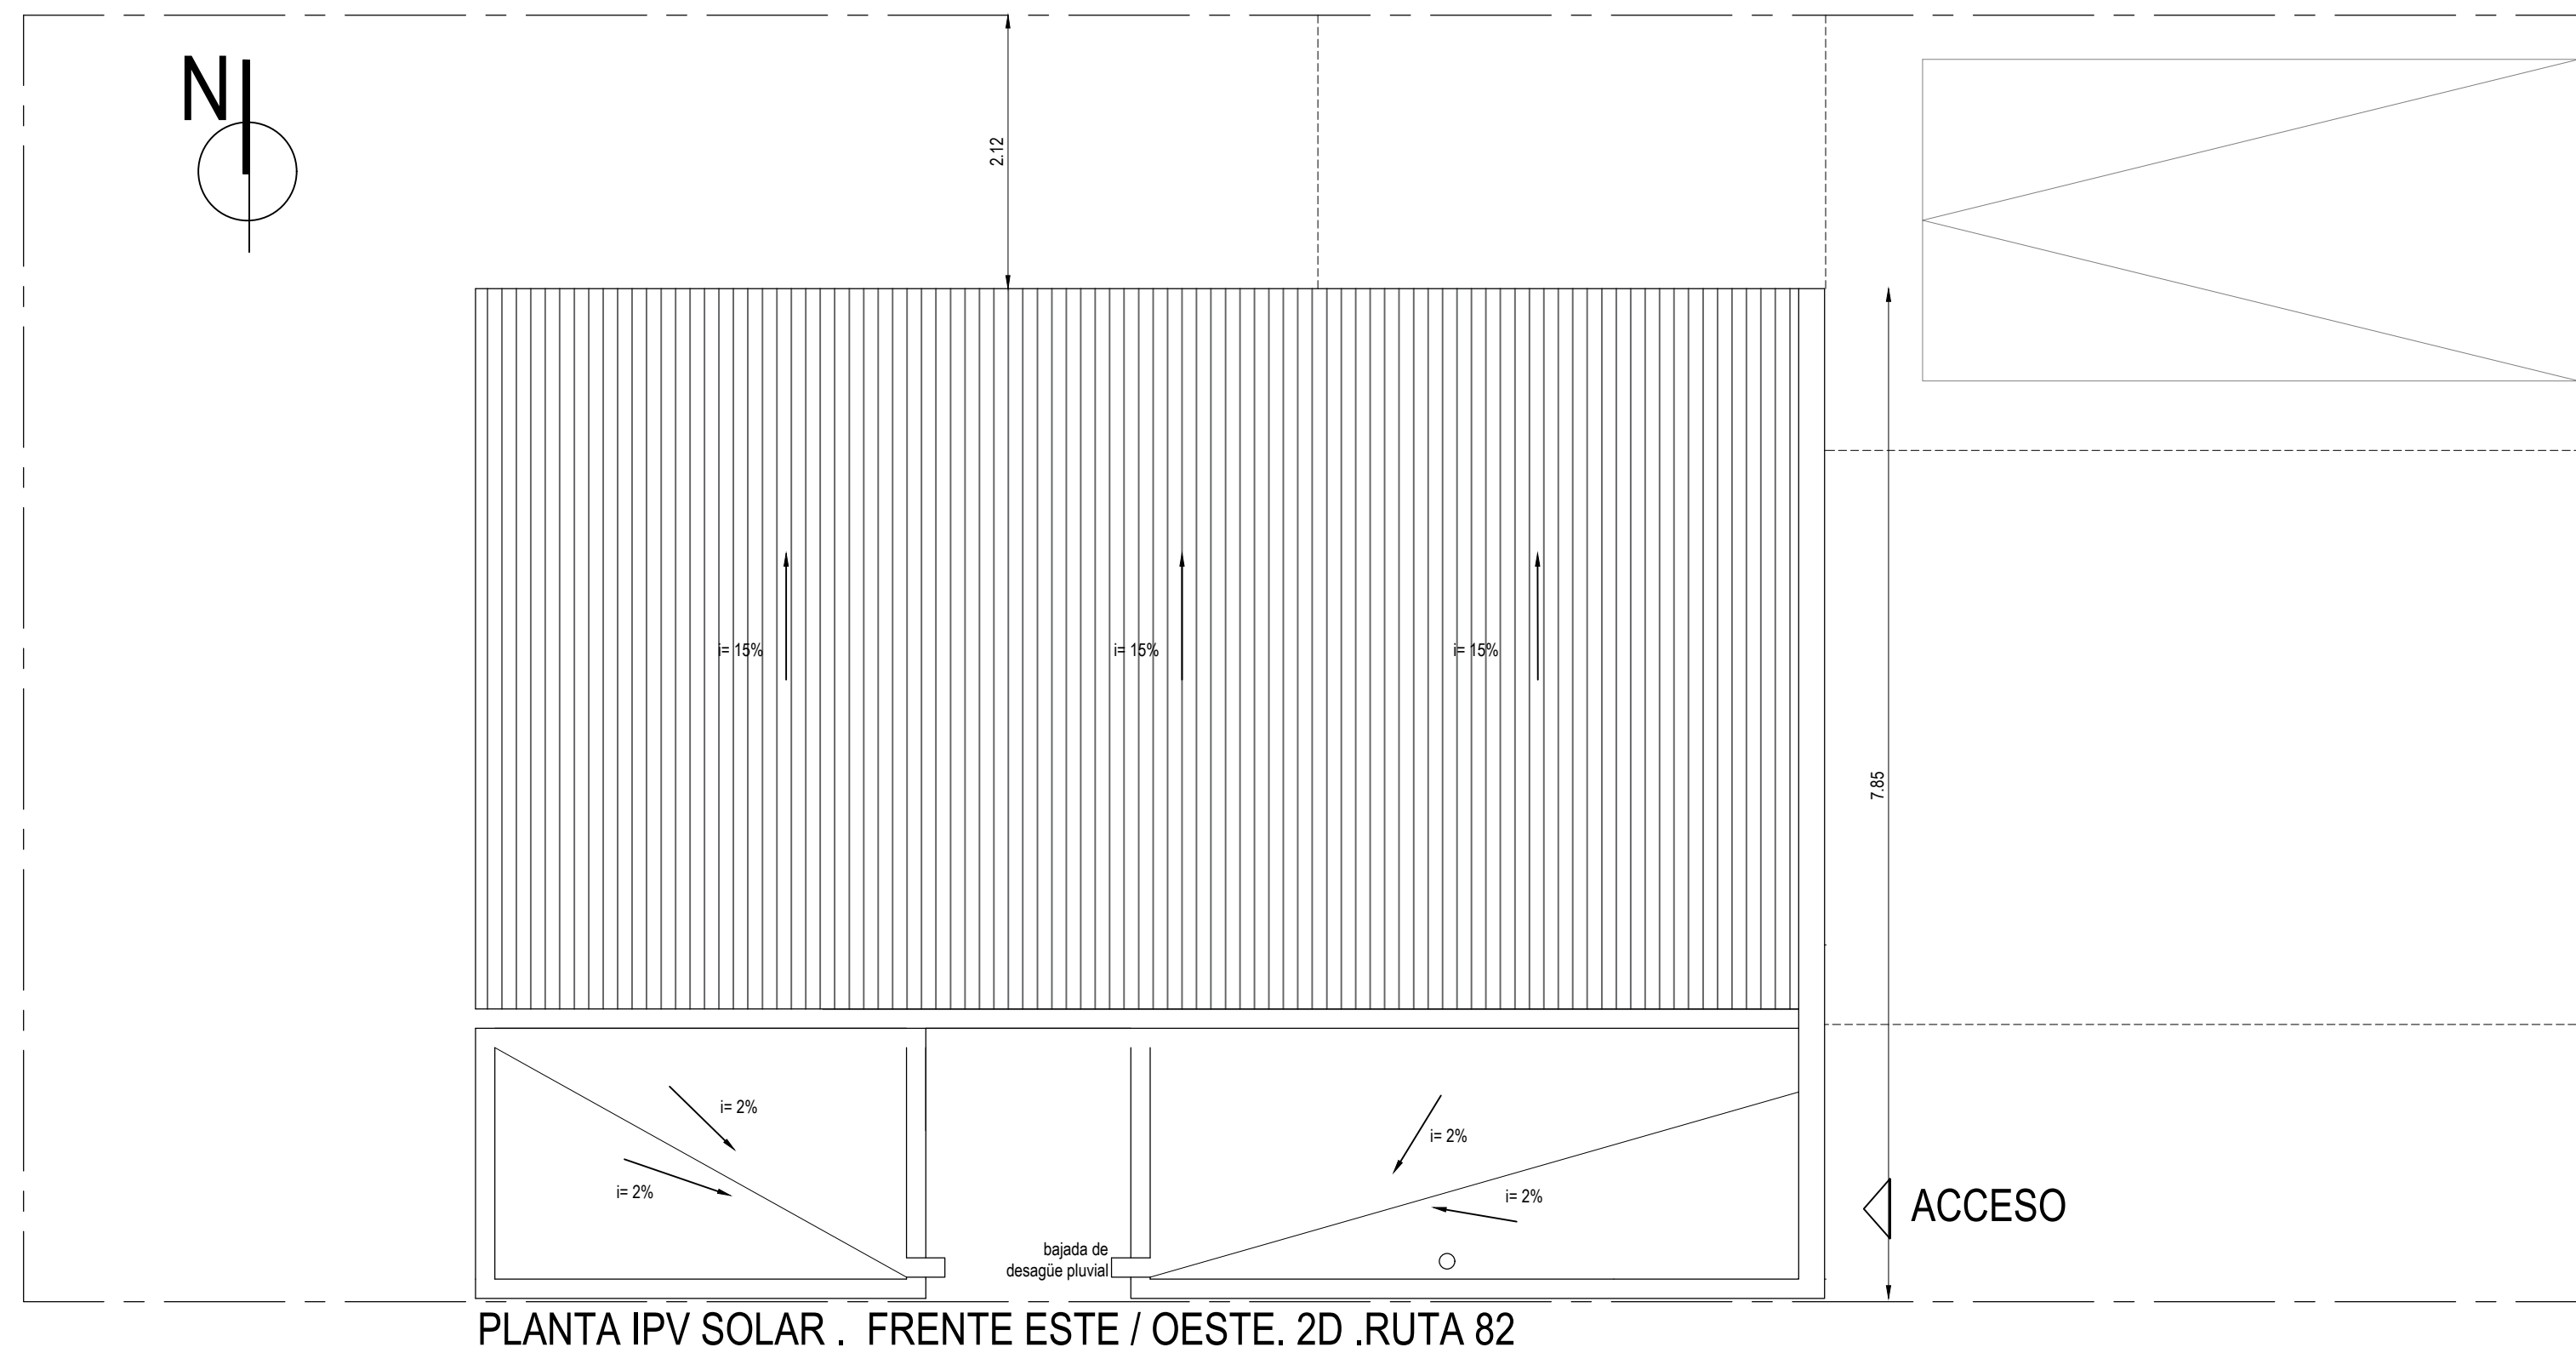 N
2.12
i= 15%
i= 15%
i= 15%
7.85
i= 2%
i= 2%
i= 2%
i= 2%
ACCESO
bajada de
desagüe pluvial
PLANTA IPV SOLAR . FRENTE ESTE / OESTE. 2D .RUTA 82